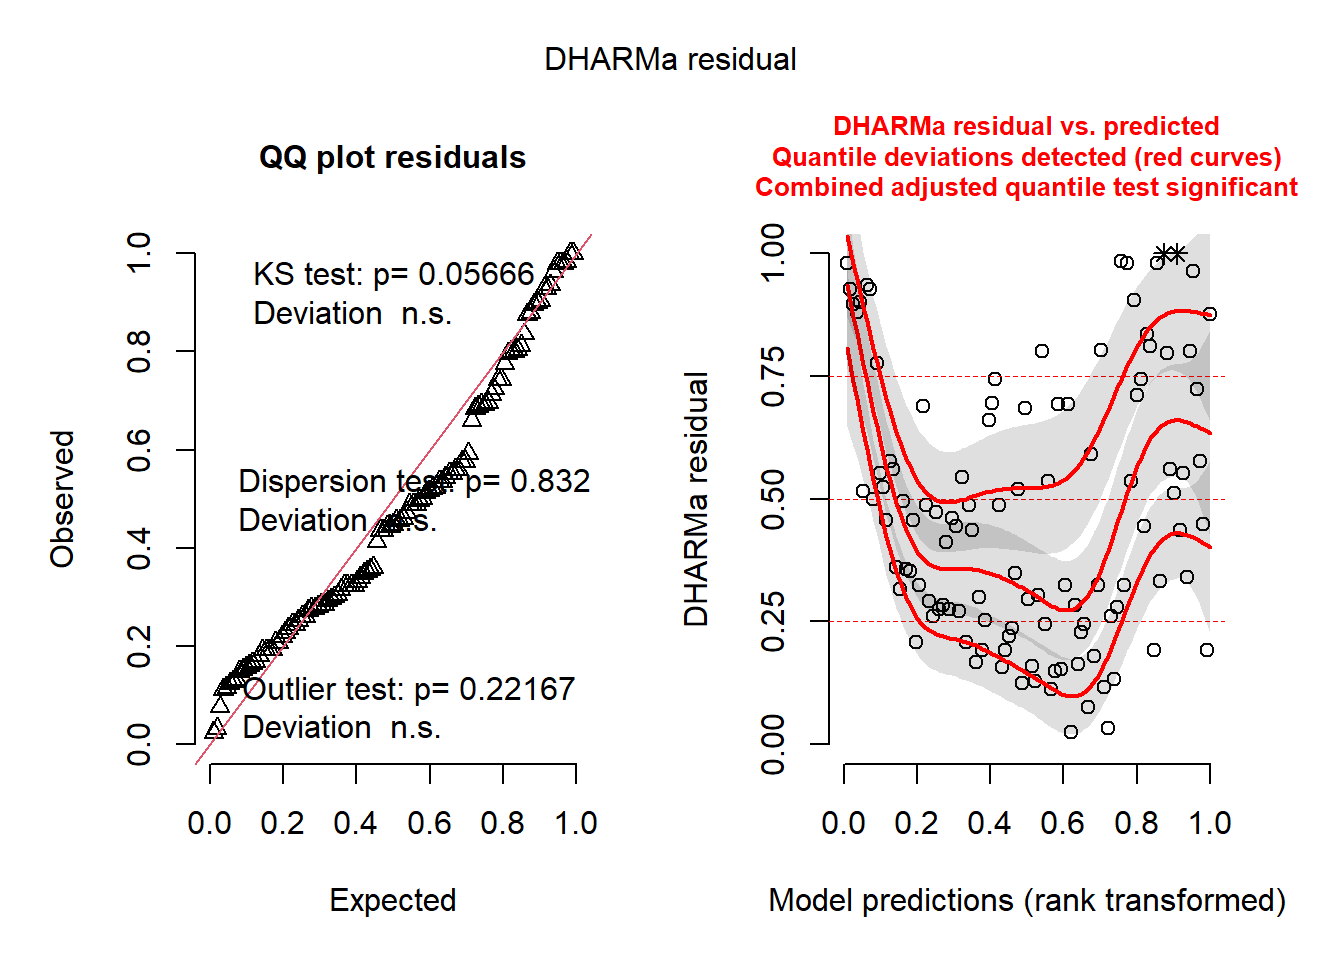 DHARMa residual
QQ plot residuals
KS test: p= 0.05666
Deviation  n.s.
Dispersion test: p= 0.832
Deviation  n.s.
Outlier test: p= 0.22167
Deviation  n.s.
Observed
0.0
0.2
0.4
0.6
0.8
1.0
0.0 0.2 0.4 0.6 0.8 1.0
Expected
DHARMa residual vs. predicted
Quantile deviations detected (red curves)
Combined adjusted quantile test significant
DHARMa residual
0.00
0.25
0.50
0.75
1.00
0.0 0.2 0.4 0.6 0.8 1.0
Model predictions (rank transformed)